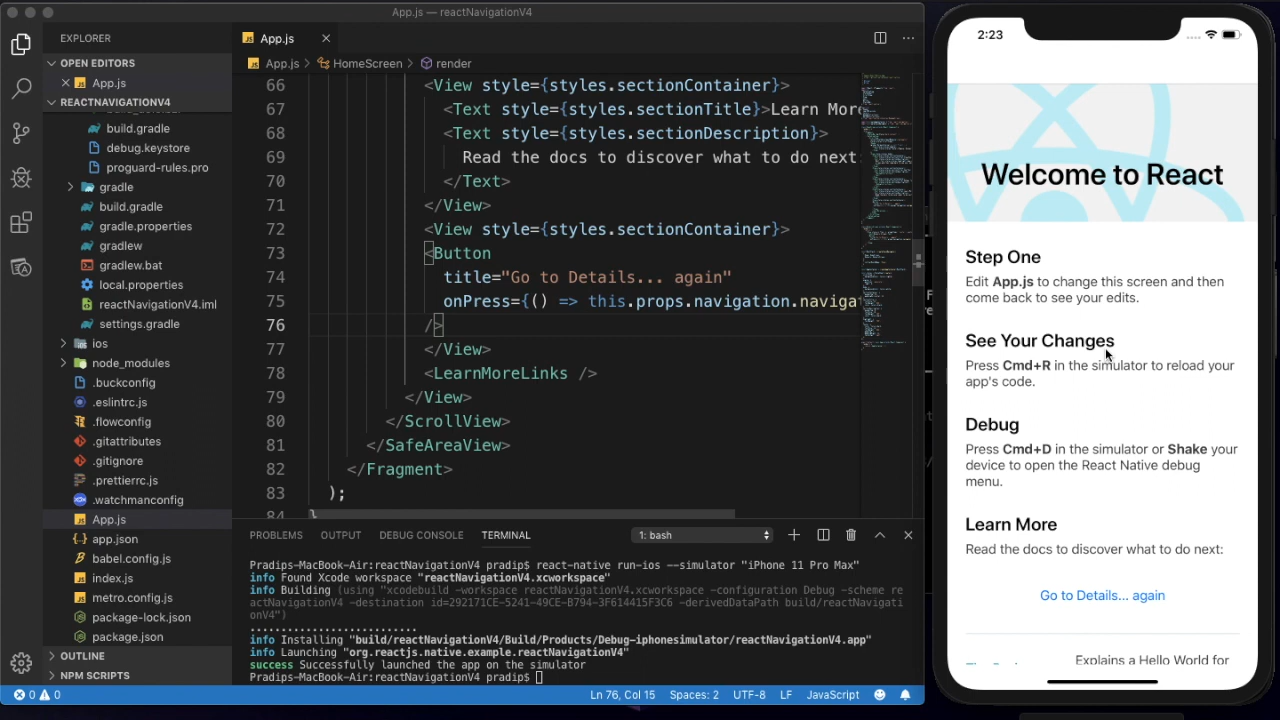 App.js — reactNavigationV4
EXPLORER
OPEN EDITORS
App.js
REACTNAVIGATIONV4
build.gradle
debug.keystore
proguard-rules.pro
gradle
build.gradle
gradle.properties
gradlew
gradlew.bat
local.properties
reactNavigationV4.iml
settings.gradle
ios
node_modules
.buckconfig
.eslintrc.js
.flowconfig
.gitattributes
.gitignore
.prettierrc.js
.watchmanconfig
App.js
app.json
babel.config.js
index.js
metro.config.js
package-lock.json
package.json
OUTLINE
NPM SCRIPTS
App.js
App.js > HomeScreen > render
66 <View style={styles.sectionContainer}>
67 <Text style={styles.sectionTitle}>Learn More
68 <Text style={styles.sectionDescription}>
69 Read the docs to discover what to do next:
70 </Text>
71 </View>
72 <View style={styles.sectionContainer}>
73 <Button
74 title="Go to Details... again"
75 onPress={() => this.props.navigation.naviga
76 />
77 </View>
78 <LearnMoreLinks />
79 </View>
80 </ScrollView>
81 </SafeAreaView>
82 </Fragment>
83 );
84 }
PROBLEMS OUTPUT DEBUG CONSOLE TERMINAL 1: bash
Pradips-MacBook-Air:reactNavigationV4 pradip$ react-native run-ios --simulator "iPhone 11 Pro Max"
info Found Xcode workspace "reactNavigationV4.xcworkspace"
info Building (using "xcodebuild -workspace reactNavigationV4.xcworkspace -configuration Debug -scheme re
actNavigationV4 -destination id=292171CE-5241-49CE-B794-3F614415F3C6 -derivedDataPath build/reactNavigati
onV4")
..........................
info Installing "build/reactNavigationV4/Build/Products/Debug-iphonesimulator/reactNavigationV4.app"
info Launching "org.reactjs.native.example.reactNavigationV4"
success Successfully launched the app on the simulator
Pradips-MacBook-Air:reactNavigationV4 pradip$
0 0 Ln 76, Col 15 Spaces: 2 UTF-8 LF JavaScript
2:23
Welcome to React
Step One
Edit App.js to change this screen and then
come back to see your edits.
See Your Changes
Press Cmd+R in the simulator to reload your
app's code.
Debug
Press Cmd+D in the simulator or Shake your
device to open the React Native debug
menu.
Learn More
Read the docs to discover what to do next:
Go to Details... again
Explains a Hello World for